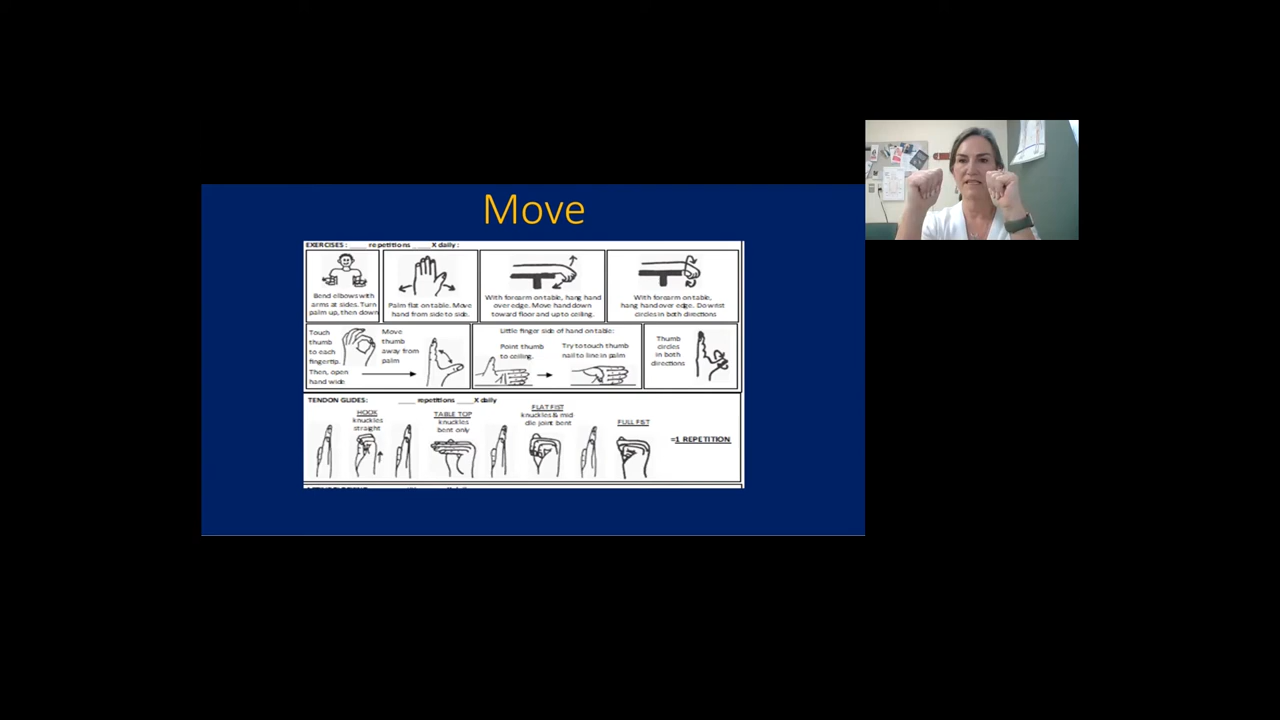 Move
EXERCISES: ____ repetitions ____X daily:
Bend elbows with
arms at sides. Turn
palm up, then down
Palm flat on table. Move
hand from side to side.
With forearm on table, hang hand
over edge. Move hand down
toward floor and up to ceiling.
With forearm on table,
hang hand over edge. Do wrist
circles in both directions
Touch
thumb
to each
fingertip.
Then, open
hand wide
Move
thumb
away from
palm
Little finger side of hand on table:
Point thumb
to ceiling.
Try to touch thumb
nail to line in palm
Thumb
circles
in both
directions
TENDON GLIDES: ____ repetitions ____X daily
HOOK
knuckles
straight
TABLE TOP
knuckles
bent only
FLAT FIST
knuckles & mid
dle joint bent
FULL FIST
=1 REPETITION